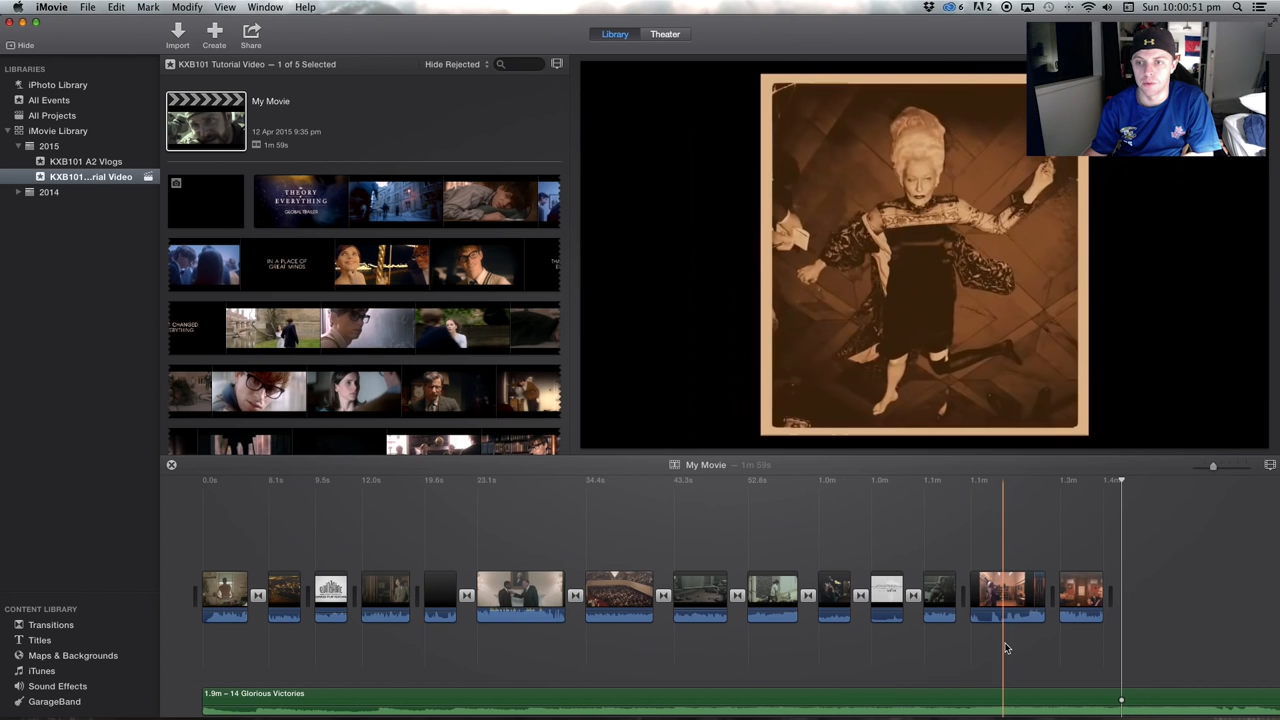 iMovie File Edit Mark Modify View Window Help
6 2 Sun 10:00:51 pm
Hide
Import Create Share
Library Theater
LIBRARIES
iPhoto Library
All Events
All Projects
iMovie Library
2015
KXB101 A2 Vlogs
KXB101...rial Video
2014
KXB101 Tutorial Video — 1 of 5 Selected
Hide Rejected
My Movie
12 Apr 2015 9:35 pm
1m 59s
THEORY
EVERYTHING
GLOBAL TRAILER
IN A PLACE OF
GREAT MINDS
T CHANGED
My Movie — 1m 59s
0.0s 8.1s 9.5s 12.0s 19.6s 23.1s 34.4s 43.3s 52.8s 1.0m 1.0m 1.1m 1.1m 1.3m 1.4m
CONTENT LIBRARY
Transitions
Titles
Maps & Backgrounds
iTunes
Sound Effects
GarageBand
1.9m – 14 Glorious Victories